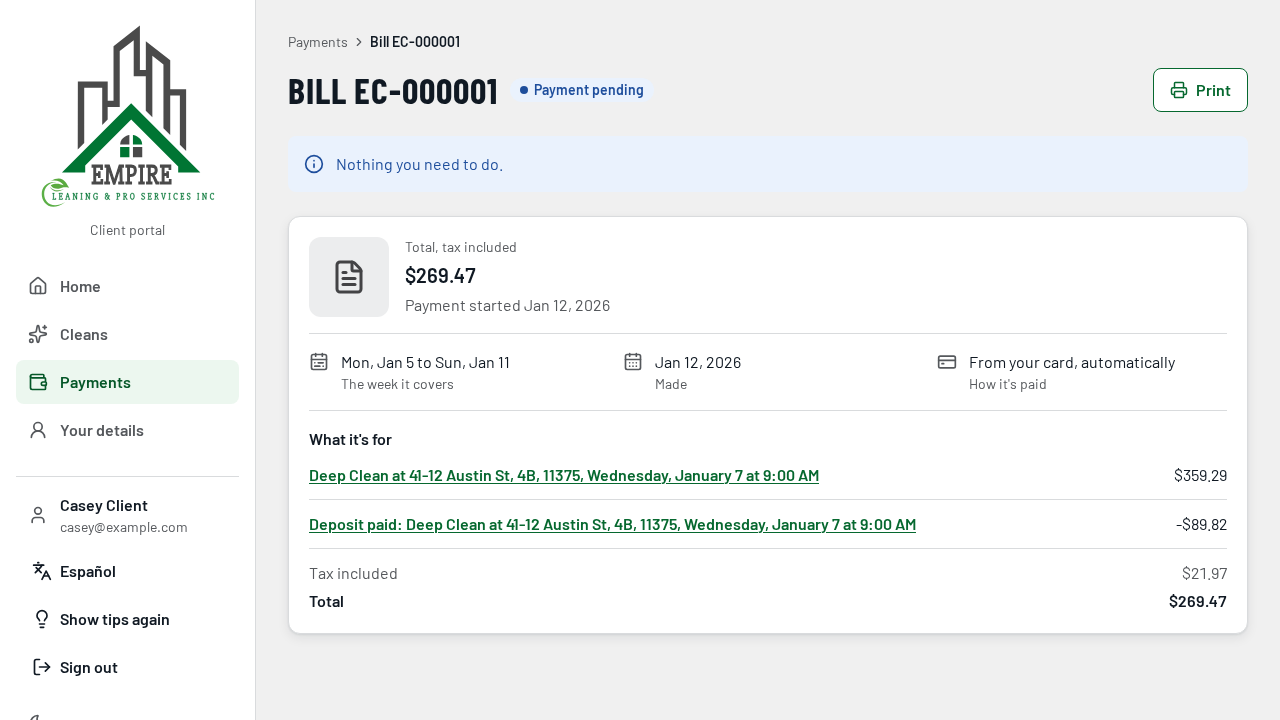 EMPIRE
LEANING & PRO SERVICES INC
Client portal
Home
Cleans
Payments
Your details
Casey Client
casey@example.com
Español
Show tips again
Sign out
Payments > Bill EC-000001
BILL EC-000001
Payment pending
Print
Nothing you need to do.
Total, tax included
$269.47
Payment started Jan 12, 2026
Mon, Jan 5 to Sun, Jan 11
The week it covers
Jan 12, 2026
Made
From your card, automatically
How it's paid
What it's for
Deep Clean at 41-12 Austin St, 4B, 11375, Wednesday, January 7 at 9:00 AM $359.29
Deposit paid: Deep Clean at 41-12 Austin St, 4B, 11375, Wednesday, January 7 at 9:00 AM -$89.82
Tax included $21.97
Total $269.47